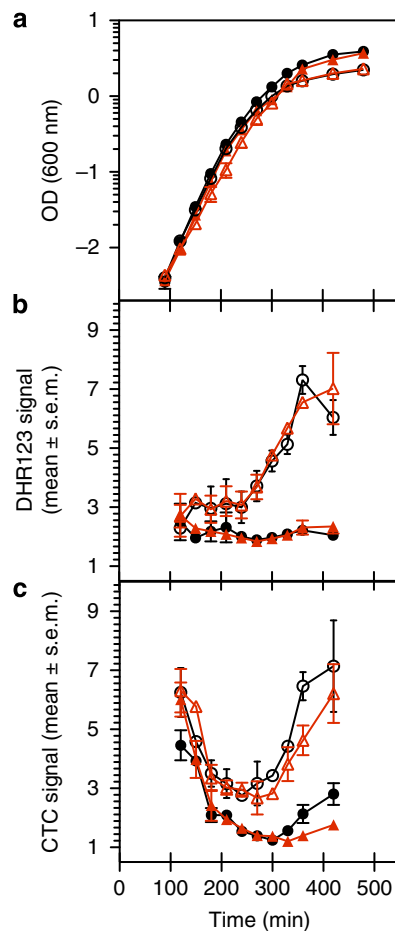 a
1
0
−1
−2
OD (600 nm)
b
9
7
5
3
1
DHR123 signal
(mean ± s.e.m.)
c
9
7
5
3
1
CTC signal (mean ± s.e.m.)
0 100 200 300 400 500
Time (min)